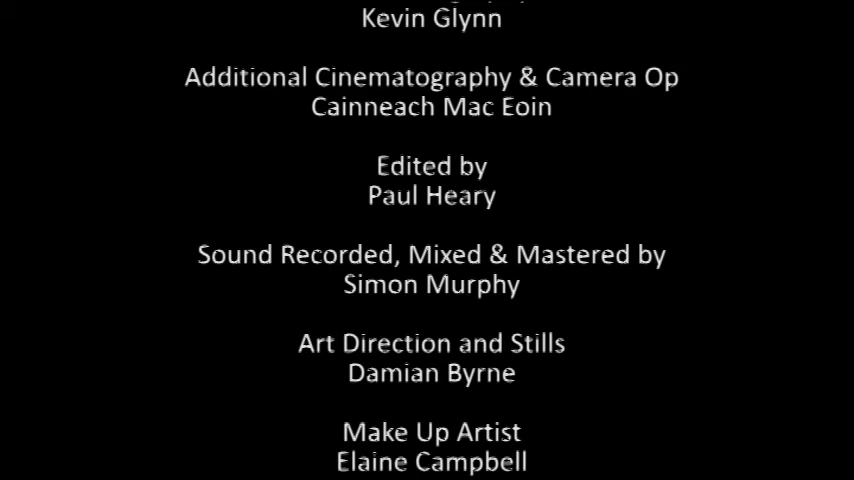 Kevin Glynn
Additional Cinematography & Camera Op
Cainneach Mac Eoin
Edited by
Paul Heary
Sound Recorded, Mixed & Mastered by
Simon Murphy
Art Direction and Stills
Damian Byrne
Make Up Artist
Elaine Campbell